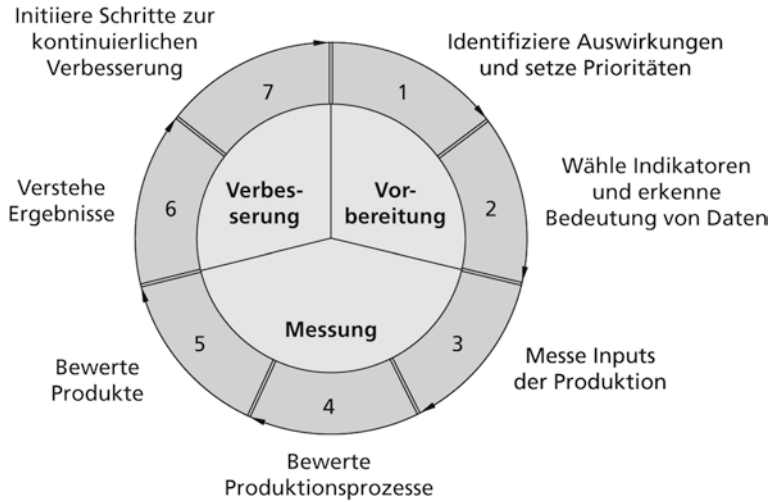 Initiiere Schritte zur
kontinuierlichen
Verbesserung
Identifiziere Auswirkungen
und setze Prioritäten
7
1
Wähle Indikatoren
und erkenne
Bedeutung von Daten
Verstehe
Ergebnisse
6
Verbes-
serung
Vor-
bereitung
2
Messung
5
3
Bewerte
Produkte
Messe Inputs
der Produktion
4
Bewerte
Produktionsprozesse